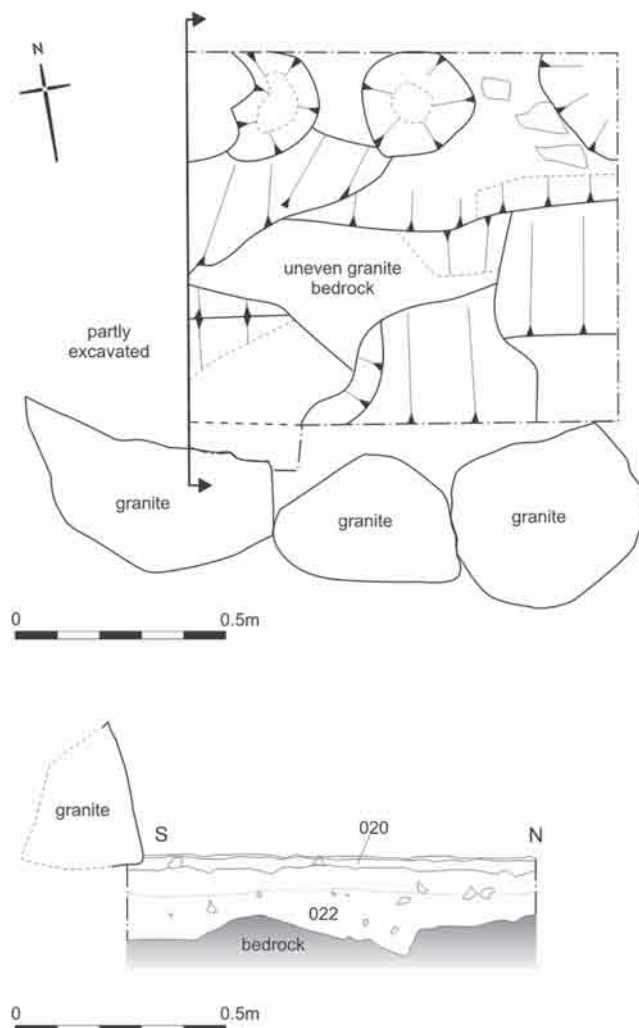 N
uneven granite
bedrock
partly
excavated
granite
granite
granite
0 0.5m
granite
S
020
N
022
bedrock
0 0.5m